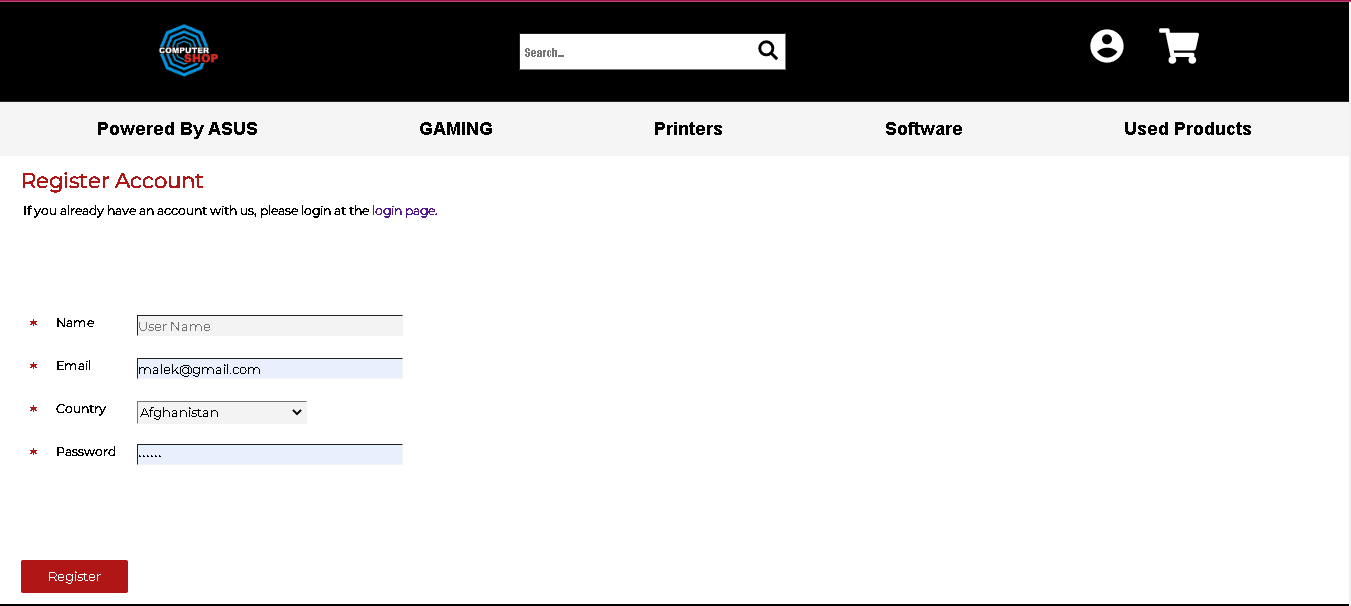 COMPUTER
SHOP
Search...
Powered By ASUS GAMING Printers Software Used Products
Register Account
If you already have an account with us, please login at the login page.
* Name User Name
* Email malek@gmail.com
* Country Afghanistan
* Password ••••••
Register